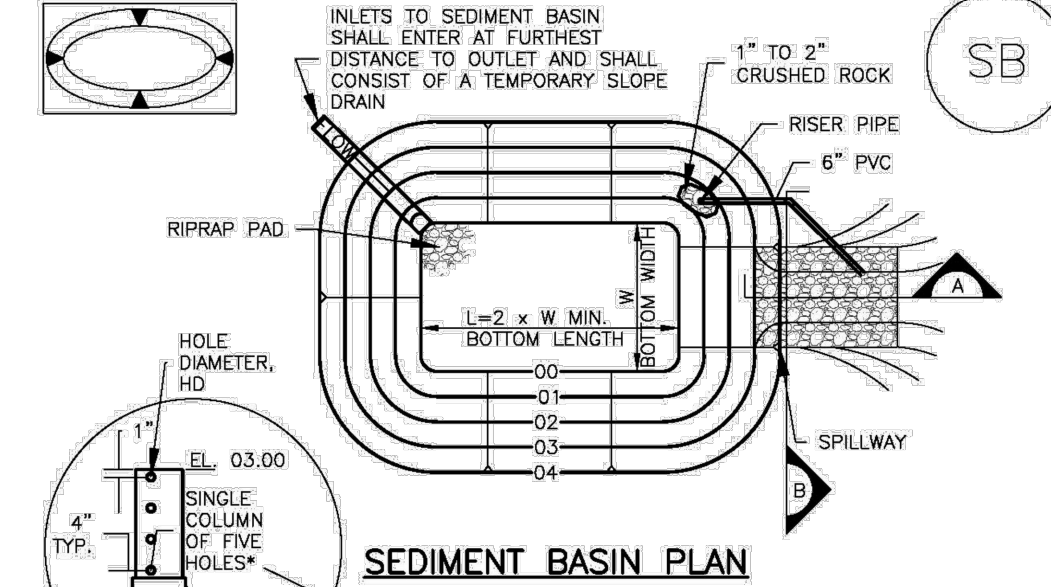 INLETS TO SEDIMENT BASIN
SHALL ENTER AT FURTHEST
DISTANCE TO OUTLET AND SHALL
CONSIST OF A TEMPORARY SLOPE
DRAIN
SB
1" TO 2"
CRUSHED ROCK
RISER PIPE
6" PVC
FLOW
RIPRAP PAD
W
BOTTOM WIDTH
L=2 x W MIN.
BOTTOM LENGTH
A
00
01
02
03
04
SPILLWAY
B
HOLE
DIAMETER,
HD
1"
EL. 03.00
4"
TYP.
SINGLE
COLUMN
OF FIVE
HOLES*
SEDIMENT BASIN PLAN